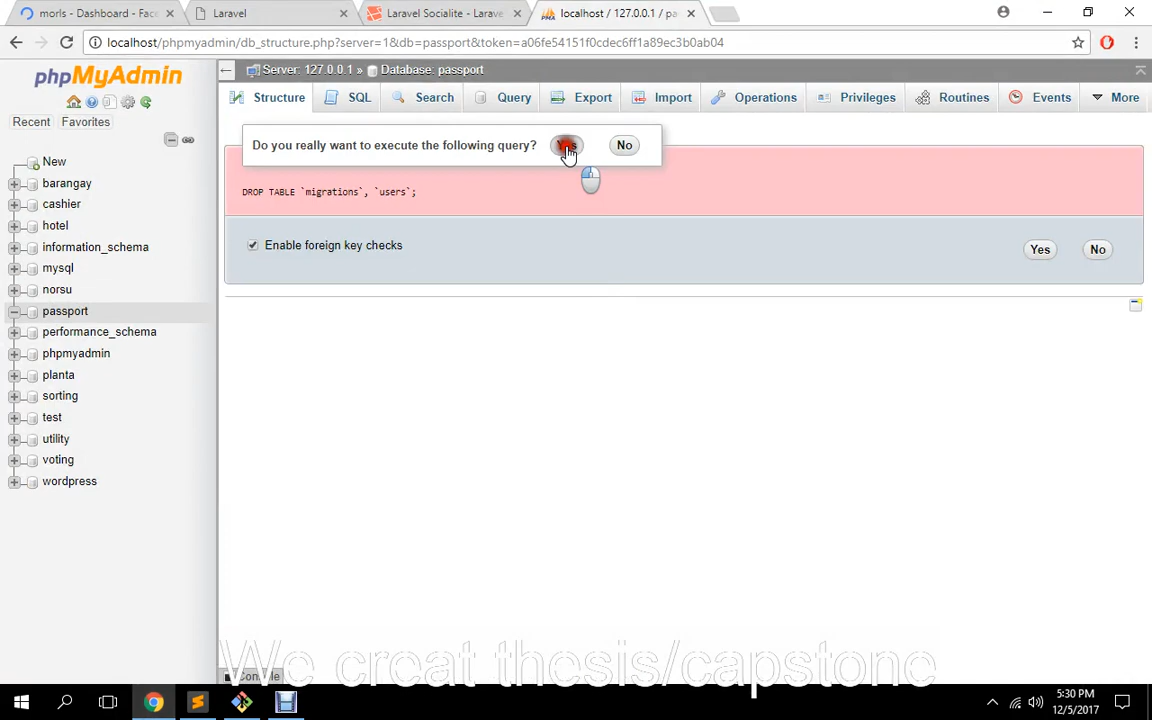 morls - Dashboard - Fac
Laravel
Laravel Socialite - Larave
localhost / 127.0.0.1 / pa
localhost/phpmyadmin/db_structure.php?server=1&db=passport&token=a06fe54151f0cdec6ff1a89ec3b0ab04
phpMyAdmin
Server: 127.0.0.1 » Database: passport
Structure SQL Search Query Export Import Operations Privileges Routines Events More
Recent Favorites
Do you really want to execute the following query? Yes No
DROP TABLE `migrations`, `users`;
Enable foreign key checks
Yes No
New
barangay
cashier
hotel
information_schema
mysql
norsu
passport
performance_schema
phpmyadmin
planta
sorting
test
utility
voting
wordpress
We creat thesis/capstone
Console
5:30 PM
12/5/2017